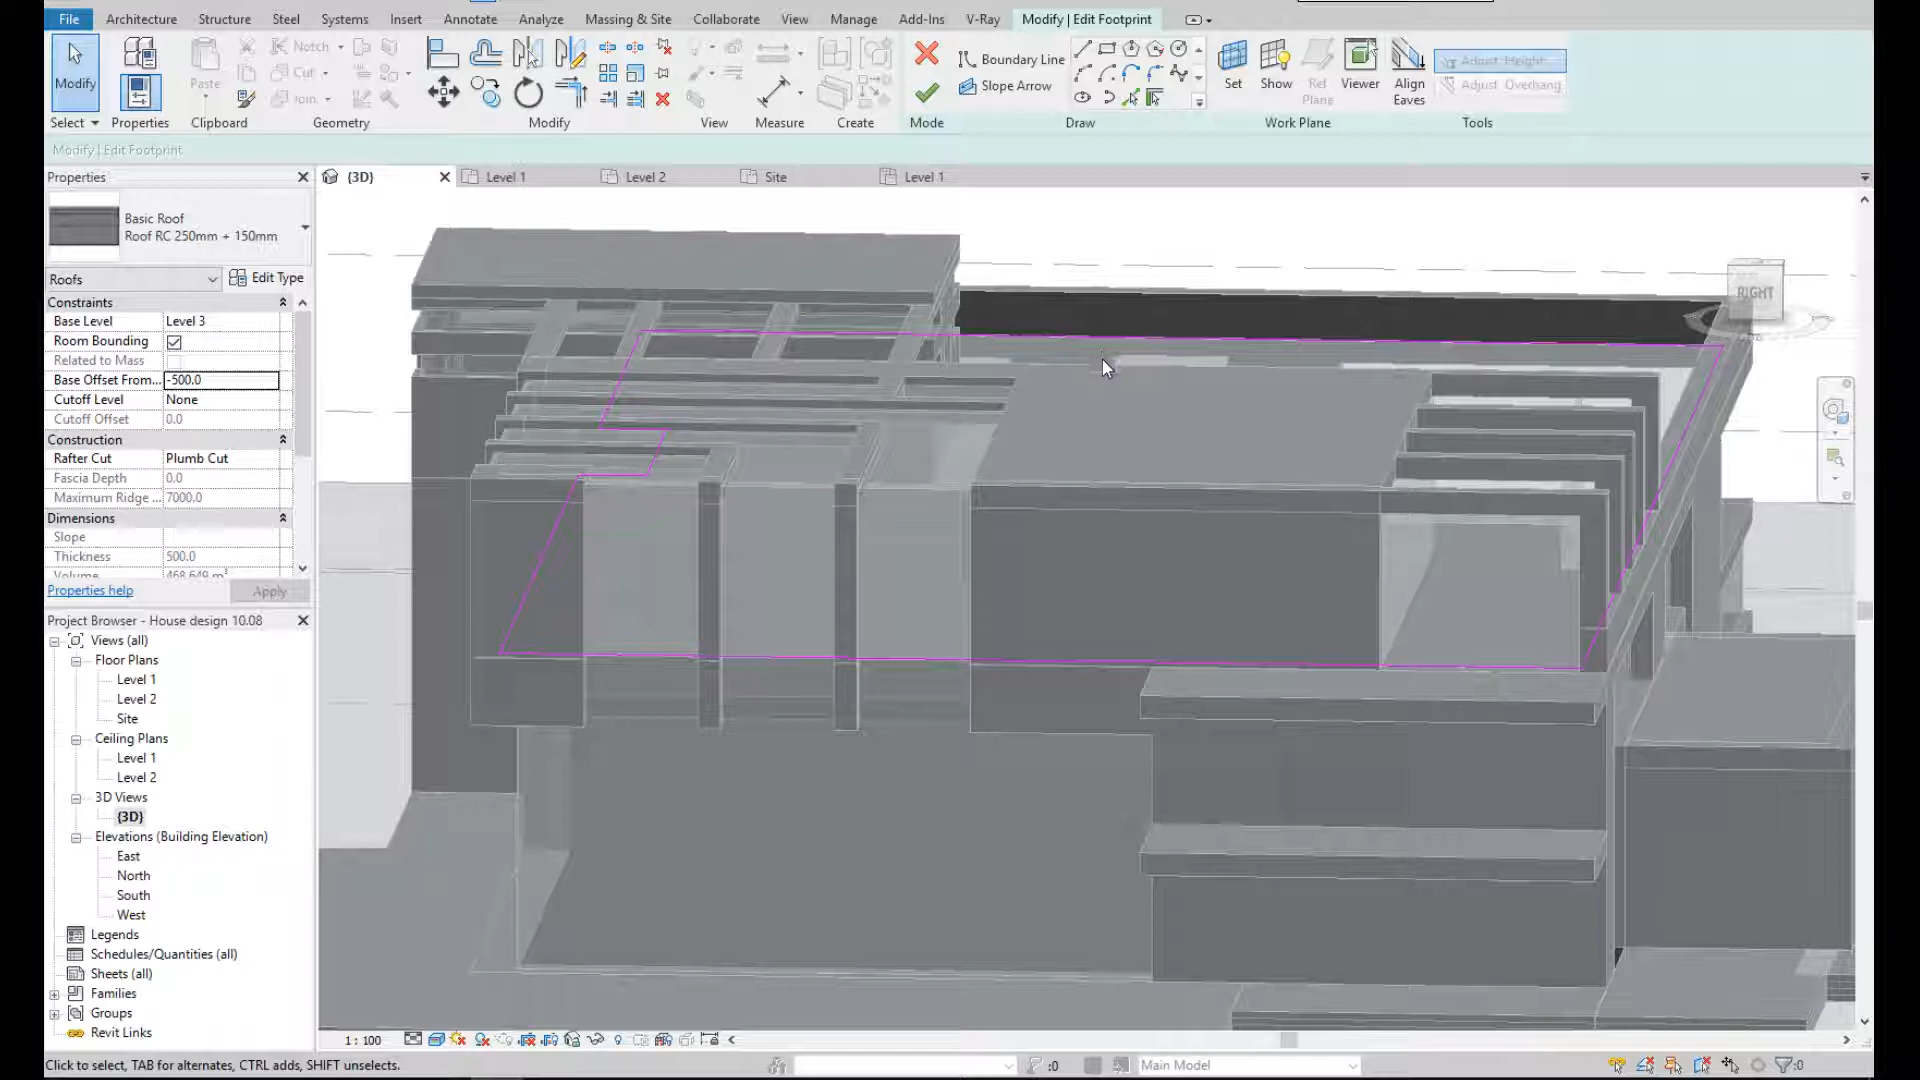 File Architecture Structure Steel Systems Insert Annotate Analyze Massing & Site Collaborate View Manage Add-Ins V-Ray Modify | Edit Footprint
Modify
Paste
Notch
Cut
Join
Boundary Line
Slope Arrow
Set Show Ref Plane Viewer Align Eaves
Adjust Height
Adjust Overhang
Select Properties Clipboard Geometry Modify View Measure Create Mode Draw Work Plane Tools
Modify | Edit Footprint
Properties
{3D} Level 1 Level 2 Site Level 1
Basic Roof
Roof RC 250mm + 150mm
Roofs Edit Type
Constraints
Base Level Level 3
Room Bounding
Related to Mass
Base Offset From... -500.0
Cutoff Level None
Cutoff Offset 0.0
Construction
Rafter Cut Plumb Cut
Fascia Depth 0.0
Maximum Ridge ... 7000.0
Dimensions
Slope
Thickness 500.0
Volume 468.649 m³
Properties help Apply
RIGHT
Project Browser - House design 10.08
Views (all)
Floor Plans
Level 1
Level 2
Site
Ceiling Plans
Level 1
Level 2
3D Views
{3D}
Elevations (Building Elevation)
East
North
South
West
Legends
Schedules/Quantities (all)
Sheets (all)
Families
Groups
Revit Links
1 : 100
Click to select, TAB for alternates, CTRL adds, SHIFT unselects. :0 Main Model :0